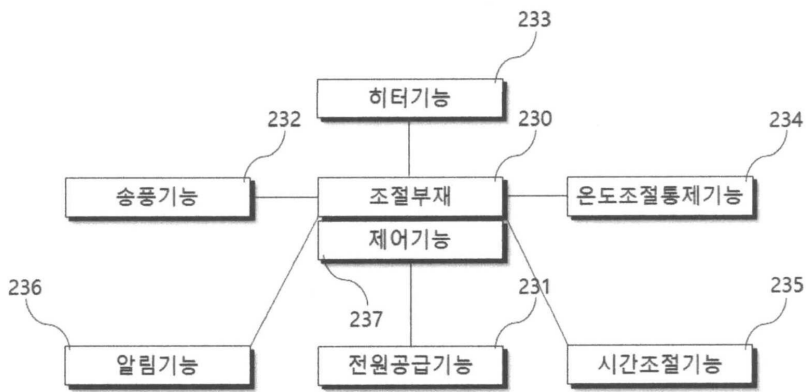 233
히터기능
232
230
234
송풍기능
조절부재
온도조절통제기능
제어기능
236
237
231
235
알림기능
전원공급기능
시간조절기능